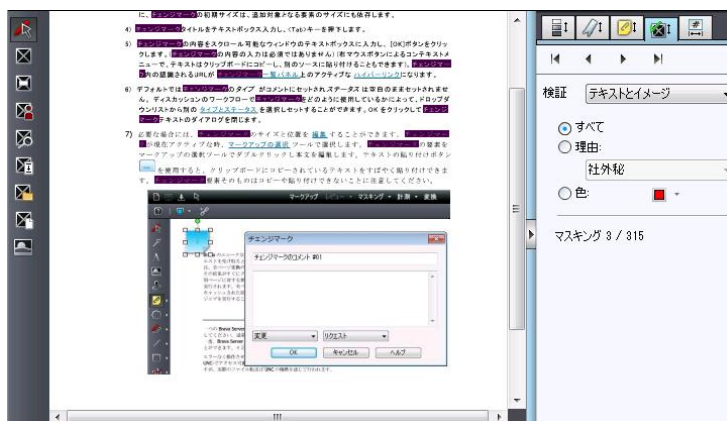 に、チェンジマークの初期サイズは、追加対象となる要素のサイズにも依存します。
4) チェンジマークタイトルをテキストボックス入力し、〈Tab〉キーを押下します。
5) チェンジマークの内容をスクロール可能なウィンドウのテキストボックスに入力し、[OK]ボタンをクリッ
クします。チェンジマークの内容の入力は必須ではありません（右マウスボタンによるコンテキストメ
ニューで、テキストはクリップボードにコピーし、別のソースに貼り付けることもできます）。チェンジマー
ク内の認識されるURLがチェンジマーク一覧パネル上のアクティブなハイパーリンクになります。
6) デフォルトではチェンジマークのタイプ がコメントにセットされステータス は空白のままセットされませ
ん。ディスカッションのワークフローでチェンジマークをどのように使用しているかによって、ドロップダ
ウンリストから別の タイプとステータス を選択しセットすることができます。OKをクリックしてチェンジ
マークテキストのダイアログを閉じます。
7) 必要な場合には、チェンジマークのサイズと位置を 編集 することができます。チェンジマー
クが現在アクティブな時、マークアップの選択 ツールで選択します。チェンジマークの要素を
マークアップの選択ツールでダブルクリックし本文を編集します。テキストの貼り付けボタン
を使用すると、クリップボードにコピーされているテキストをすばやく貼り付けできま
す。チェンジマーク要素そのものはコピーや貼り付けできないことに注意してください。
マークアップ レビュー マスキング 計測 変換
チェンジマーク
チェンジマークのコメント #01
変更
リクエスト
OK
キャンセル
ヘルプ
検証
テキストとイメージ
すべて
理由:
社外秘
色:
マスキング 3 / 315